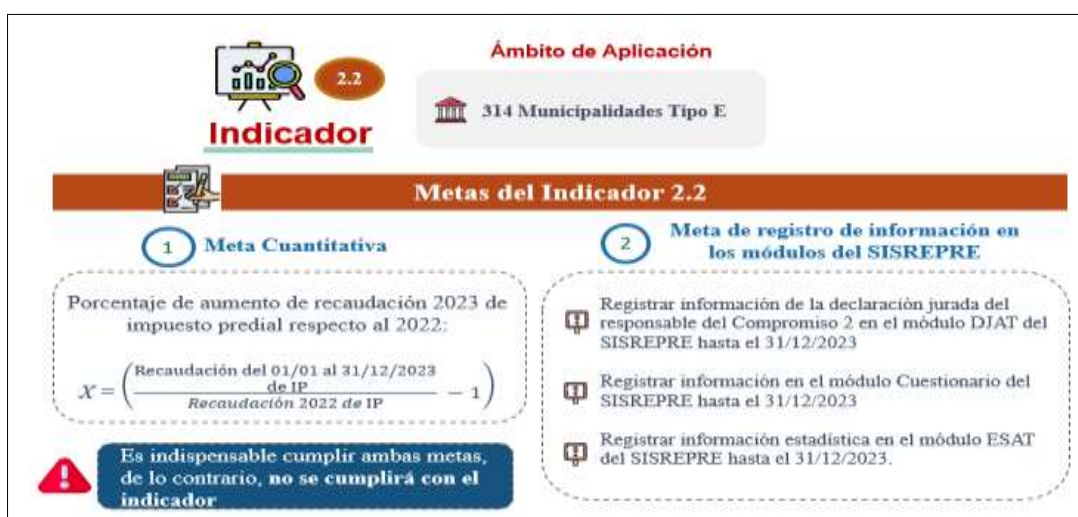 2.2
Indicador
Ámbito de Aplicación
314 Municipalidades Tipo E
Metas del Indicador 2.2
1
Meta Cuantitativa
Porcentaje de aumento de recaudación 2023 de
impuesto predial respecto al 2022:
X = (Recaudación del 01/01 al 31/12/2023
de IP
Recaudación 2022 de IP
− 1)
Es indispensable cumplir ambas metas,
de lo contrario, no se cumplirá con el
indicador
2
Meta de registro de información en
los módulos del SISREPRE
Registrar información de la declaración jurada del
responsable del Compromiso 2 en el módulo DJAT del
SISREPRE hasta el 31/12/2023
Registrar información en el módulo Cuestionario del
SISREPRE hasta el 31/12/2023
Registrar información estadística en el módulo ESAT
del SISREPRE hasta el 31/12/2023.